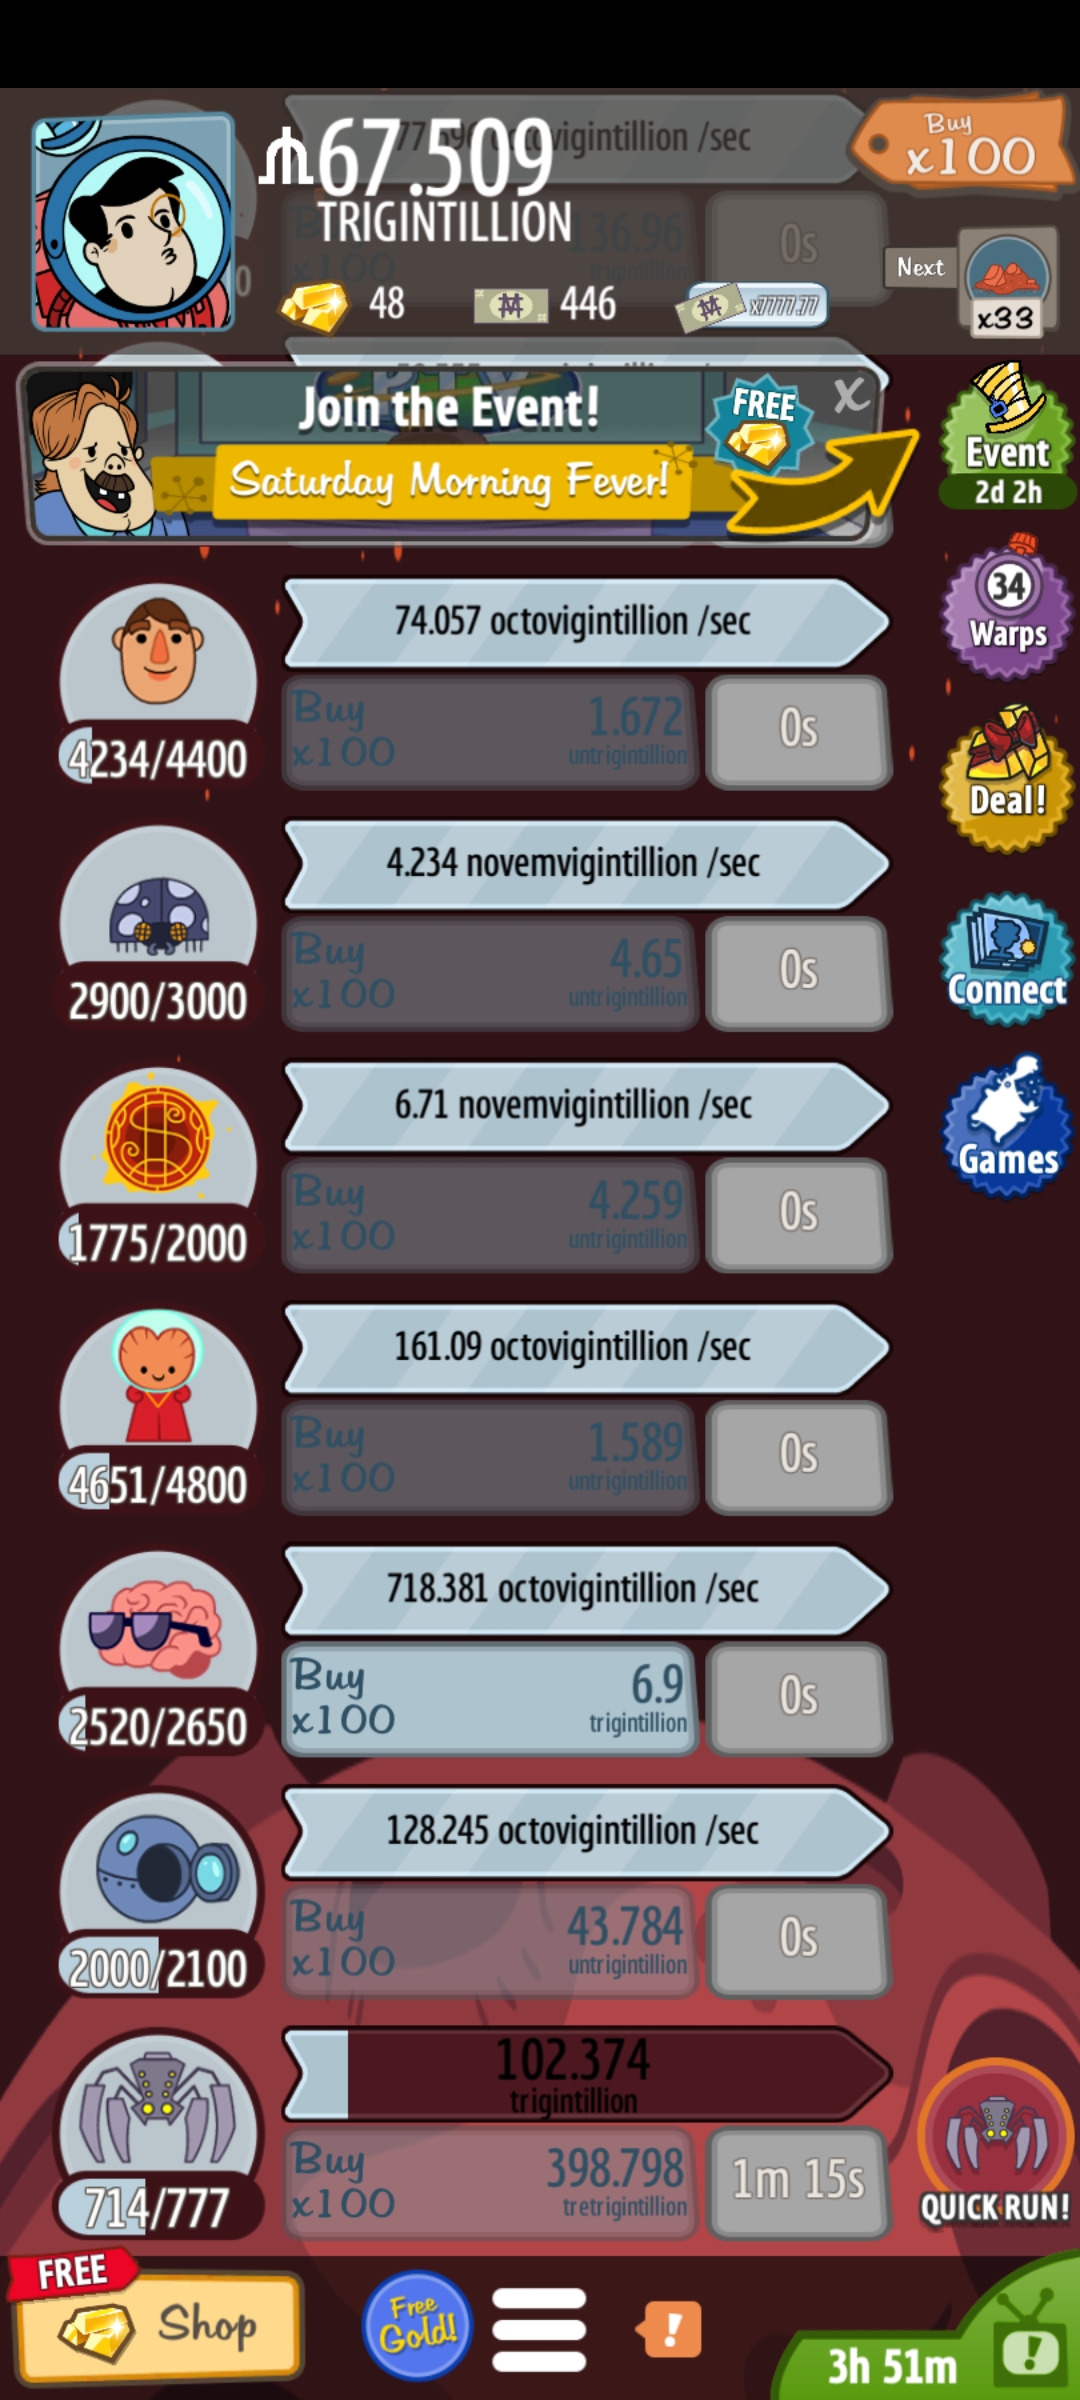 67.509
TRIGINTILLION
Buy
x100
48
446
x7777.77
Next
x33
136.96
trigintillion
0s
Join the Event!
Saturday Morning Fever!
FREE
X
Event
2d 2h
74.057 octovigintillion /sec
Buy
x100
1.672
untrigintillion
0s
4234/4400
34
Warps
Deal!
4.234 novemvigintillion /sec
Buy
x100
4.65
untrigintillion
0s
2900/3000
Connect
6.71 novemvigintillion /sec
Buy
x100
4.259
untrigintillion
0s
1775/2000
Games
161.09 octovigintillion /sec
Buy
x100
1.589
untrigintillion
0s
4651/4800
718.381 octovigintillion /sec
Buy
x100
6.9
trigintillion
0s
2520/2650
128.245 octovigintillion /sec
Buy
x100
43.784
untrigintillion
0s
2000/2100
102.374
trigintillion
Buy
x100
398.798
tretrigintillion
1m 15s
714/777
QUICK RUN!
FREE
Shop
Free
Gold!
!
3h 51m
!